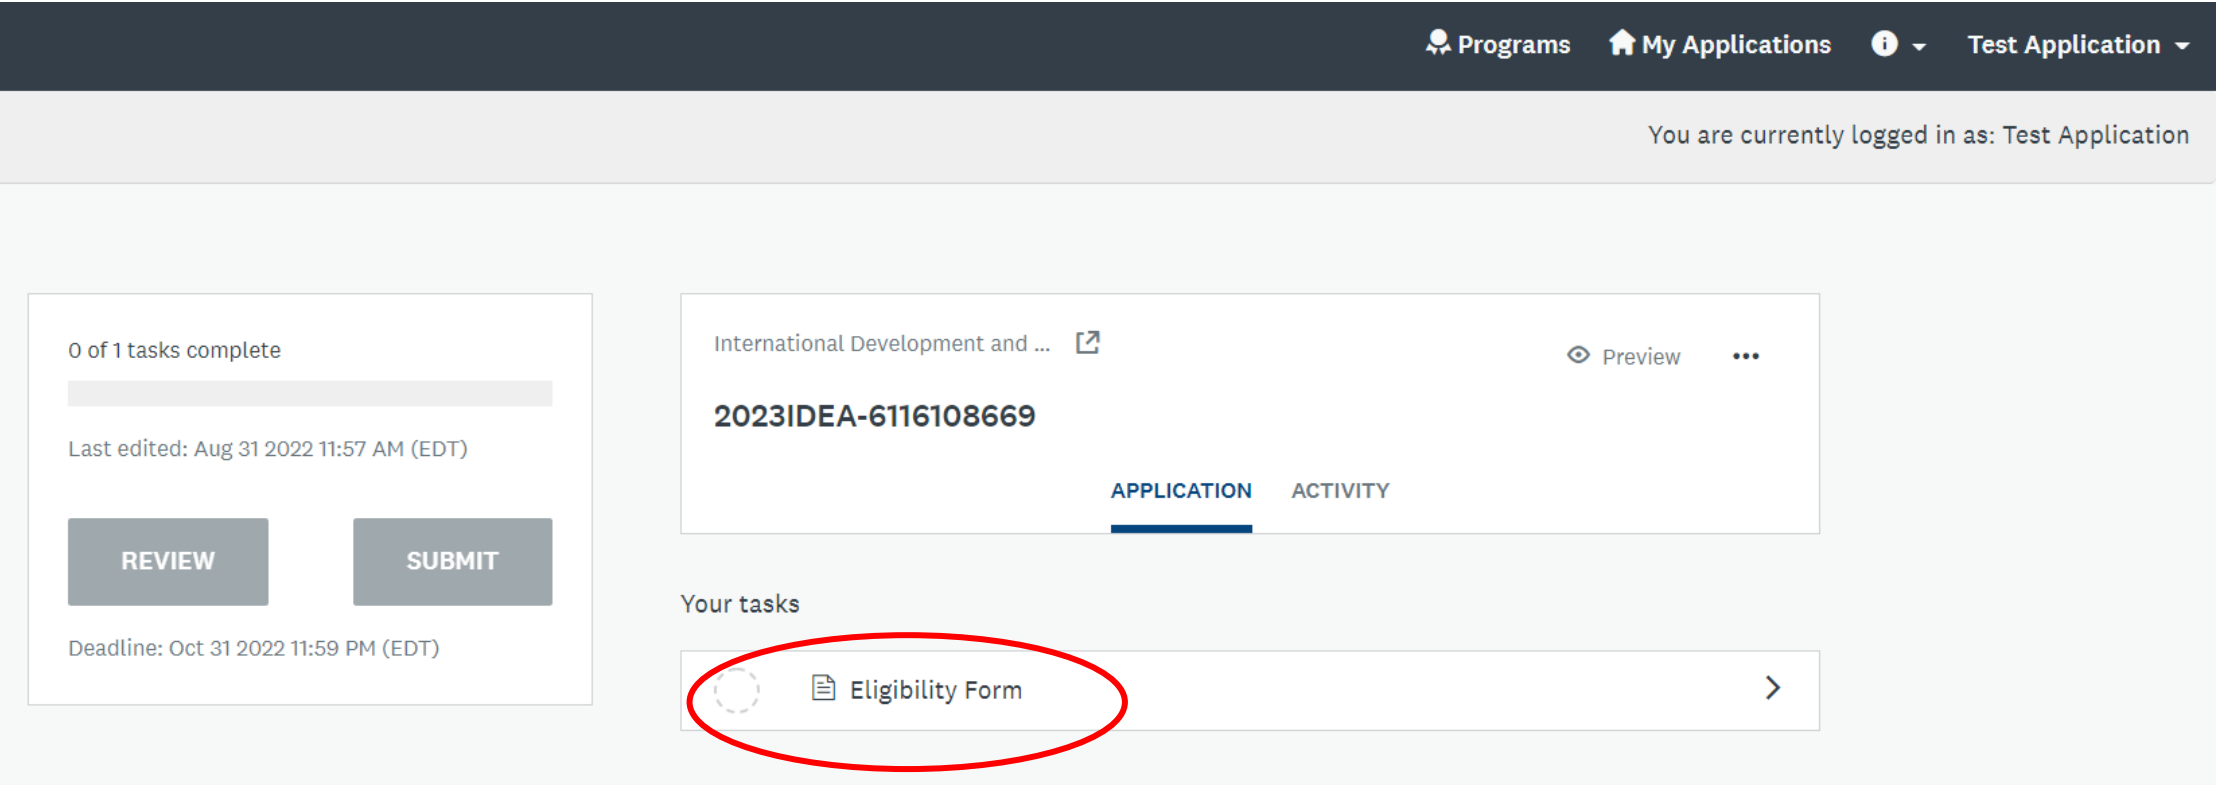 Programs My Applications Test Application
You are currently logged in as: Test Application
0 of 1 tasks complete
Last edited: Aug 31 2022 11:57 AM (EDT)
REVIEW SUBMIT
Deadline: Oct 31 2022 11:59 PM (EDT)
International Development and ...
Preview
2023IDEA-6116108669
APPLICATION ACTIVITY
Your tasks
Eligibility Form